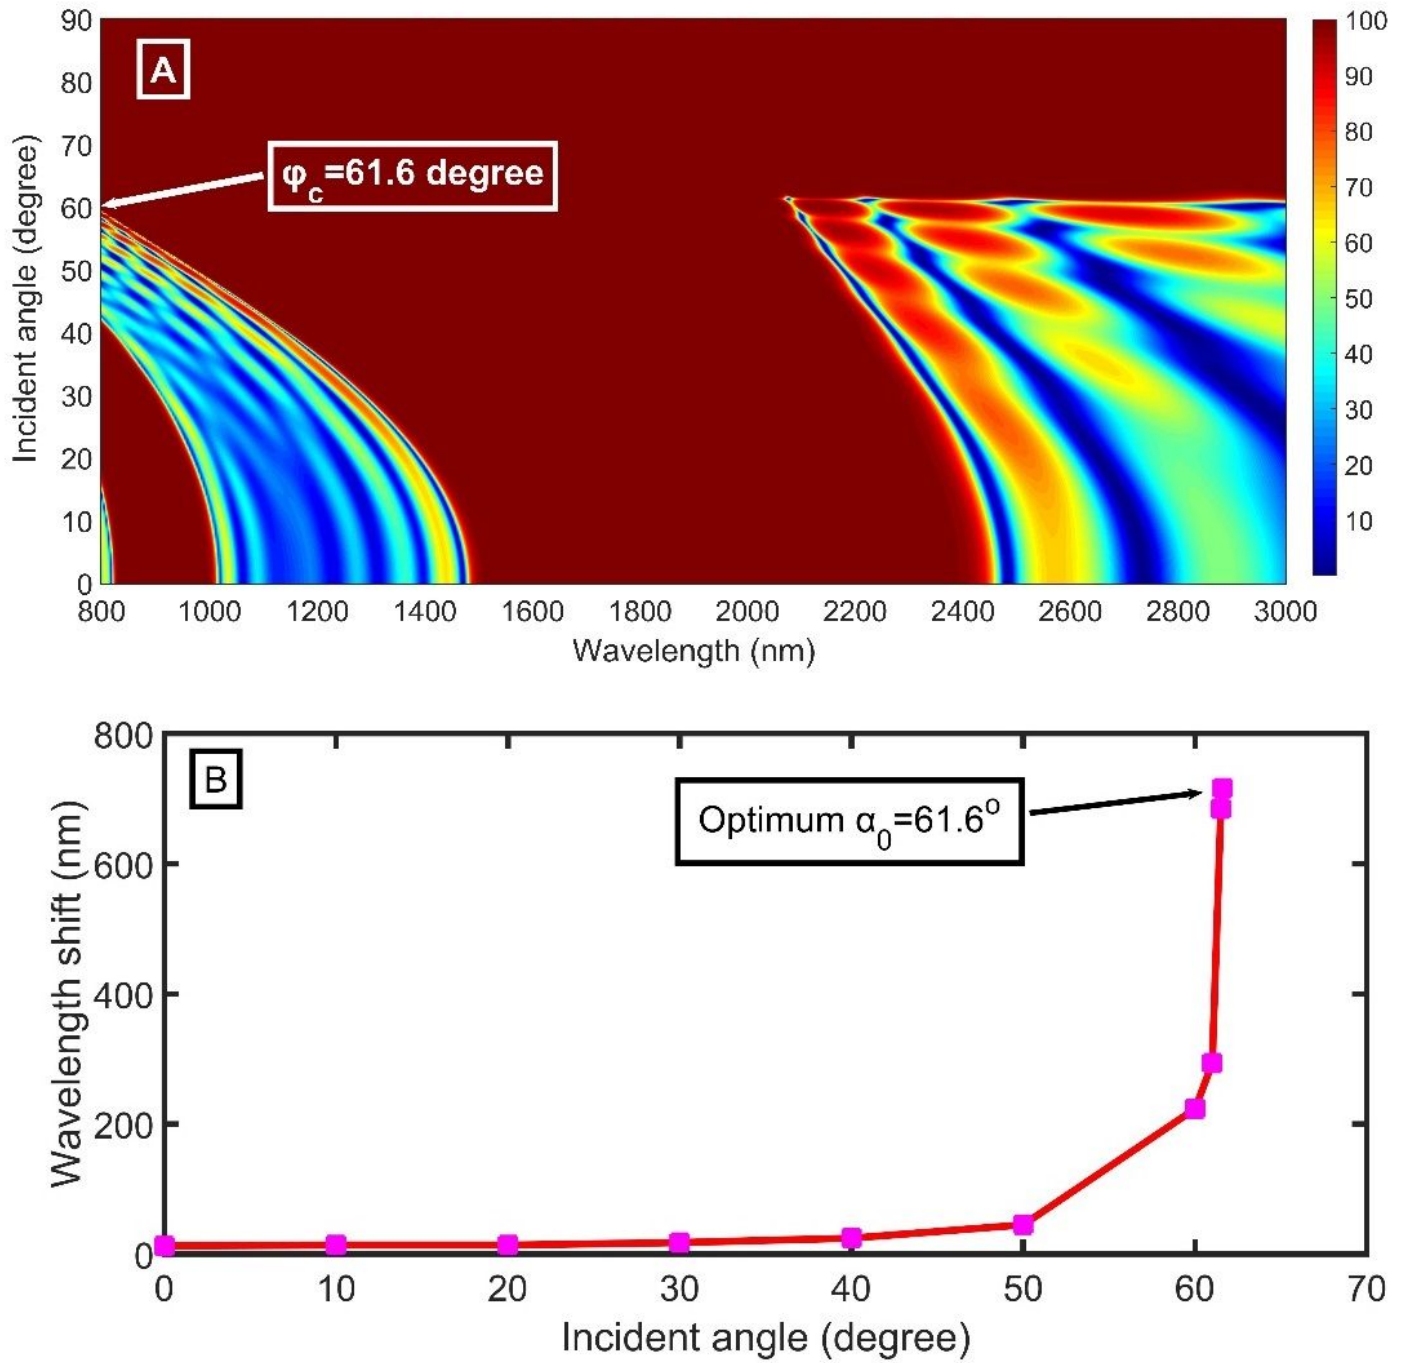 90
80
70
60
50
40
30
20
10
0
Incident angle (degree)
A
φc=61.6 degree
800 1000 1200 1400 1600 1800 2000 2200 2400 2600 2800 3000
Wavelength (nm)
100
90
80
70
60
50
40
30
20
10
800
600
400
200
0
Wavelength shift (nm)
B
Optimum α0=61.6o
0 10 20 30 40 50 60 70
Incident angle (degree)